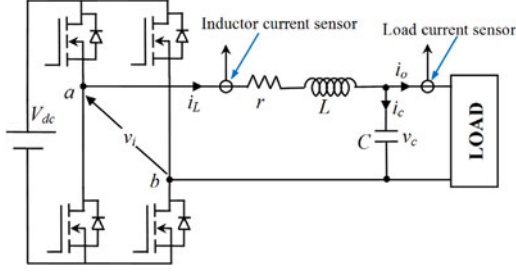 Inductor current sensor
Load current sensor
a
i_L
r
L
i_o
i_c
V_dc
v_i
C
v_c
LOAD
b